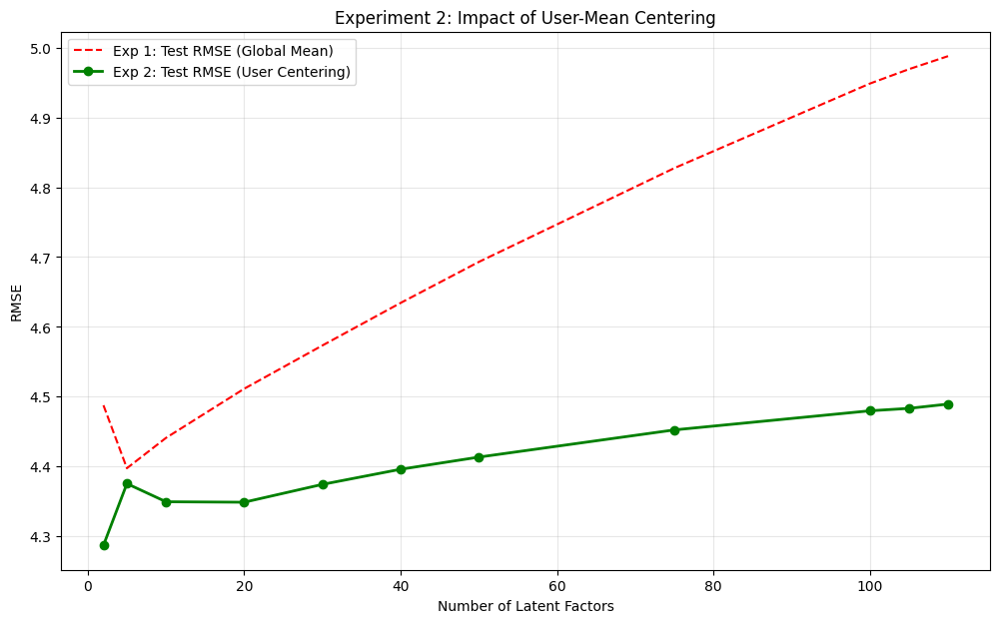 Experiment 2: Impact of User-Mean Centering
Exp 1: Test RMSE (Global Mean)
Exp 2: Test RMSE (User Centering)
RMSE
5.0
4.9
4.8
4.7
4.6
4.5
4.4
4.3
0 20 40 60 80 100
Number of Latent Factors